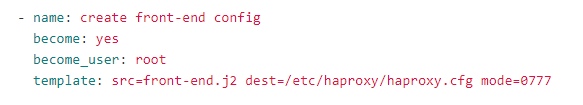 - name: create front-end config
  become: yes
  become_user: root
  template: src=front-end.j2 dest=/etc/haproxy/haproxy.cfg mode=0777